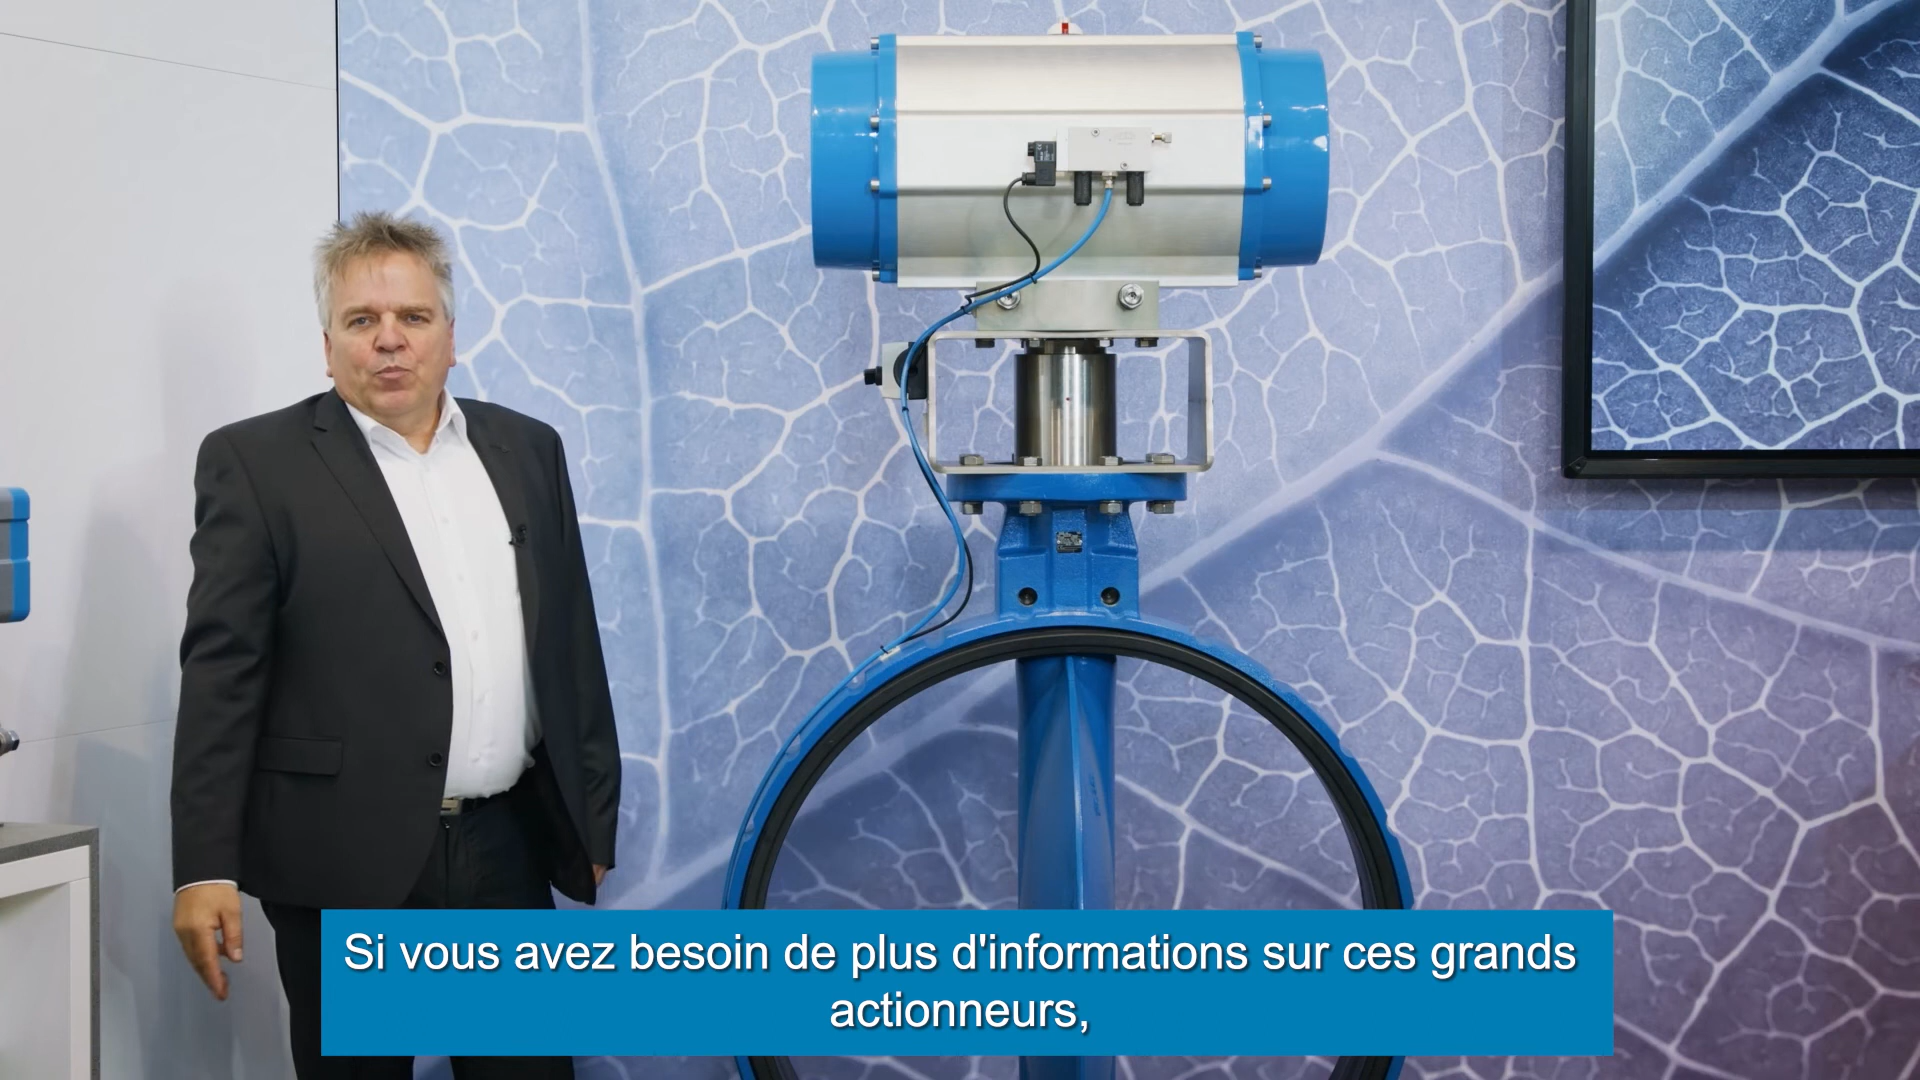 Si vous avez besoin de plus d'informations sur ces grands
actionneurs,